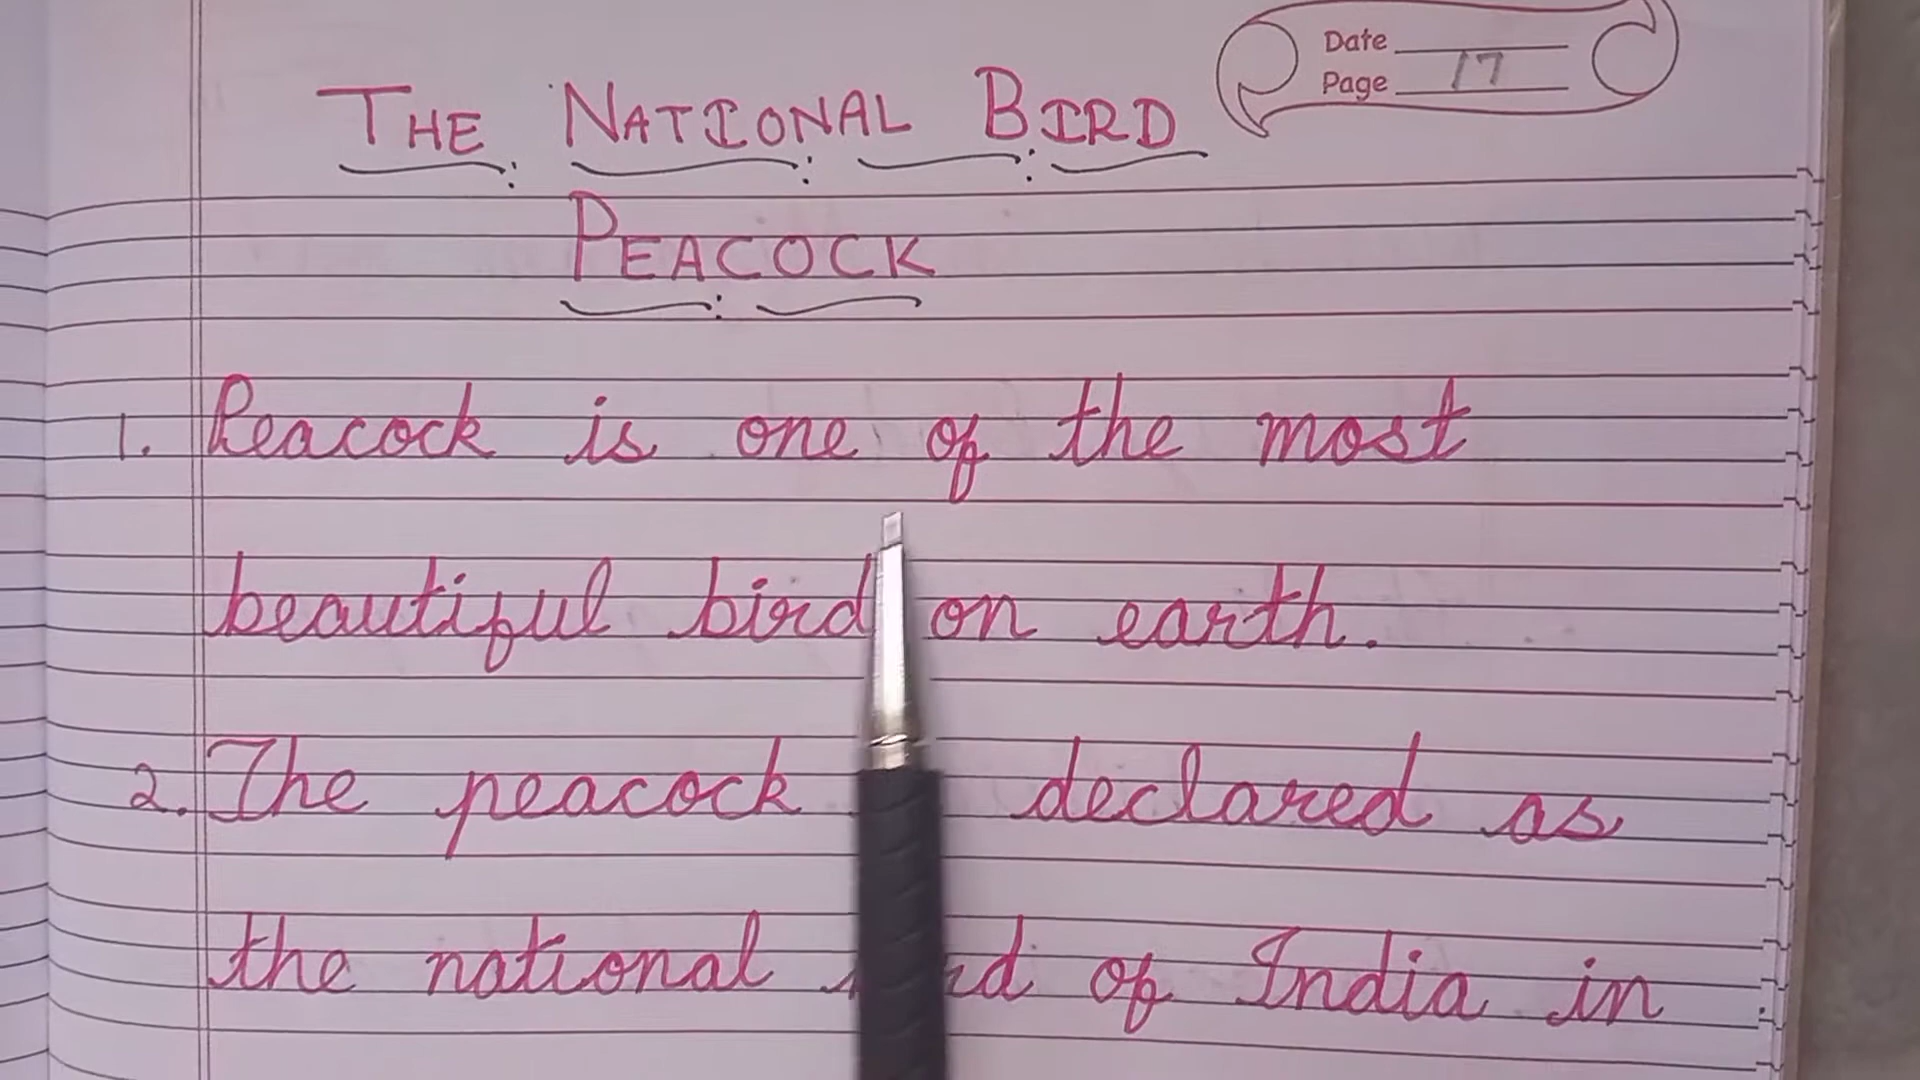 Date
Page 17
THE NATIONAL BIRD
PEACOCK
1. Peacock is one of the most
beautiful bird on earth.
2. The peacock declared as
the national of India in